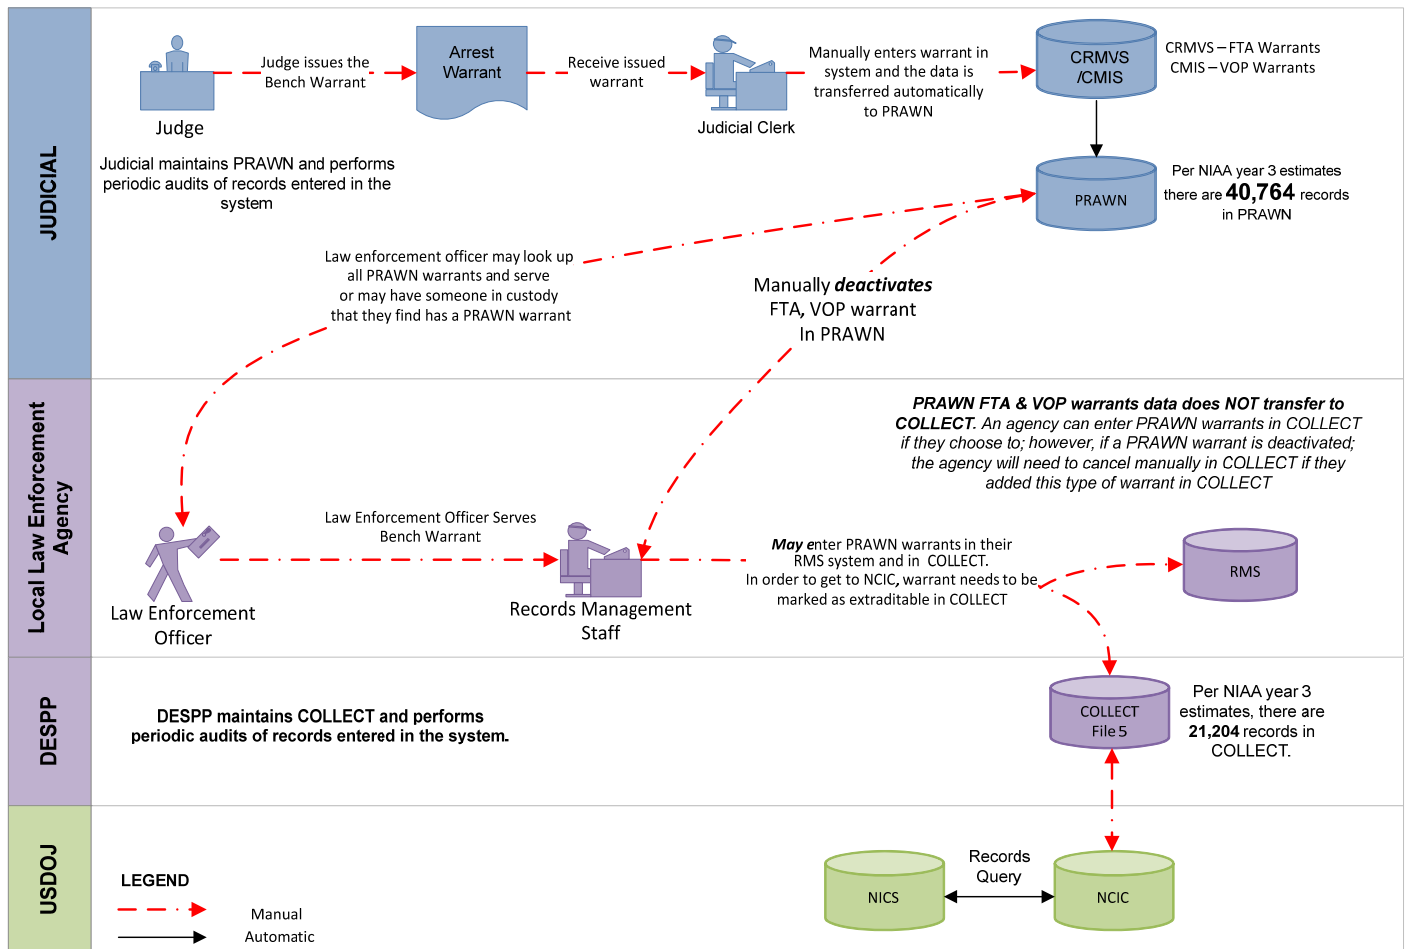 JUDICIAL
Judge
Judge issues the
Bench Warrant
Arrest
Warrant
Receive issued
warrant
Judicial Clerk
Manually enters warrant in
system and the data is
transferred automatically
to PRAWN
CRMVS
/CMIS
CRMVS – FTA Warrants
CMIS – VOP Warrants
Judicial maintains PRAWN and performs
periodic audits of records entered in the
system
PRAWN
Per NIAA year 3 estimates
there are 40,764 records
in PRAWN
Law enforcement officer may look up
all PRAWN warrants and serve
or may have someone in custody
that they find has a PRAWN warrant
Manually deactivates
FTA, VOP warrant
In PRAWN
Local Law Enforcement
Agency
PRAWN FTA & VOP warrants data does NOT transfer to
COLLECT. An agency can enter PRAWN warrants in COLLECT
if they choose to; however, if a PRAWN warrant is deactivated;
the agency will need to cancel manually in COLLECT if they
added this type of warrant in COLLECT
Law Enforcement
Officer
Law Enforcement Officer Serves
Bench Warrant
Records Management
Staff
May enter PRAWN warrants in their
RMS system and in COLLECT.
In order to get to NCIC, warrant needs to be
marked as extraditable in COLLECT
RMS
DESPP
DESPP maintains COLLECT and performs
periodic audits of records entered in the system.
COLLECT
File 5
Per NIAA year 3
estimates, there are
21,204 records in
COLLECT.
USDOJ
LEGEND
Manual
Automatic
NICS
Records
Query
NCIC